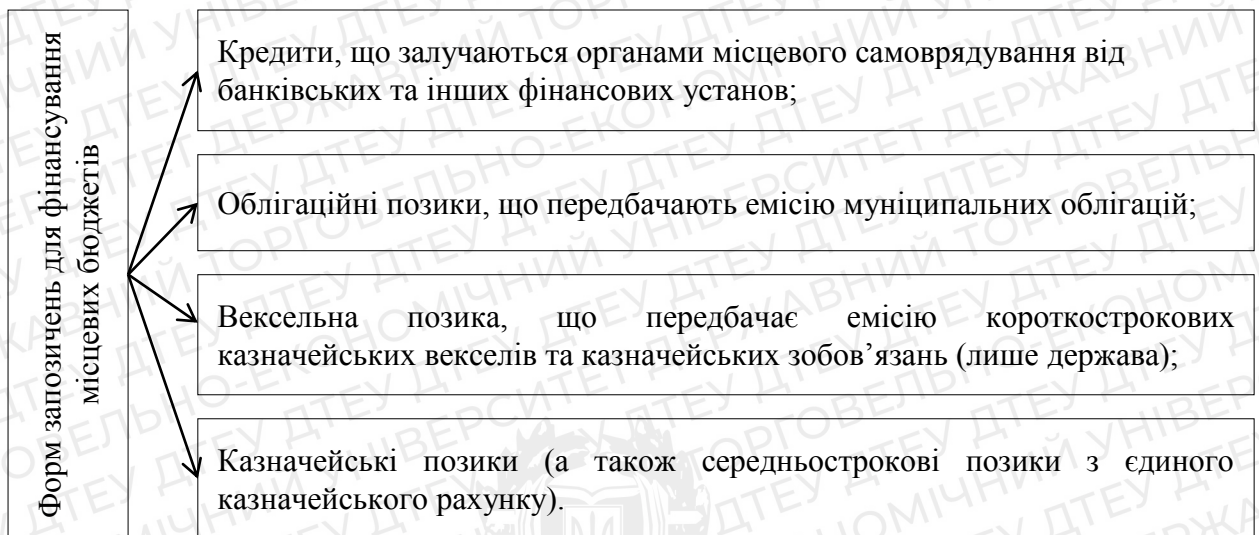 Форм запозичень для фінансування
місцевих бюджетів
Кредити, що залучаються органами місцевого самоврядування від
банківських та інших фінансових установ;
Облігаційні позики, що передбачають емісію муніципальних облігацій;
Вексельна позика, що передбачає емісію короткострокових
казначейських векселів та казначейських зобов’язань (лише держава);
Казначейські позики (а також середньострокові позики з єдиного
казначейського рахунку).